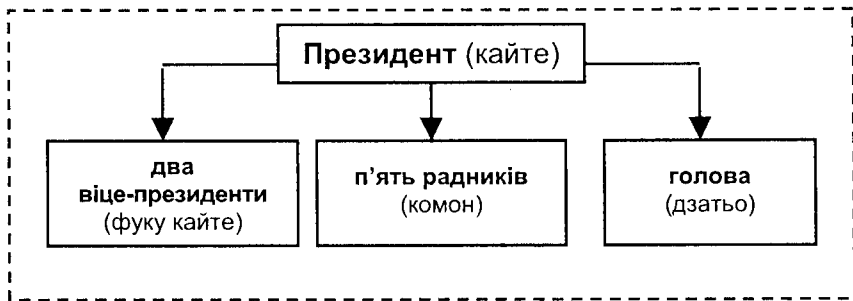 Президент (кайте)
два
віце-президенти
(фуку кайте)
п'ять радників
(комон)
голова
(дзатьо)